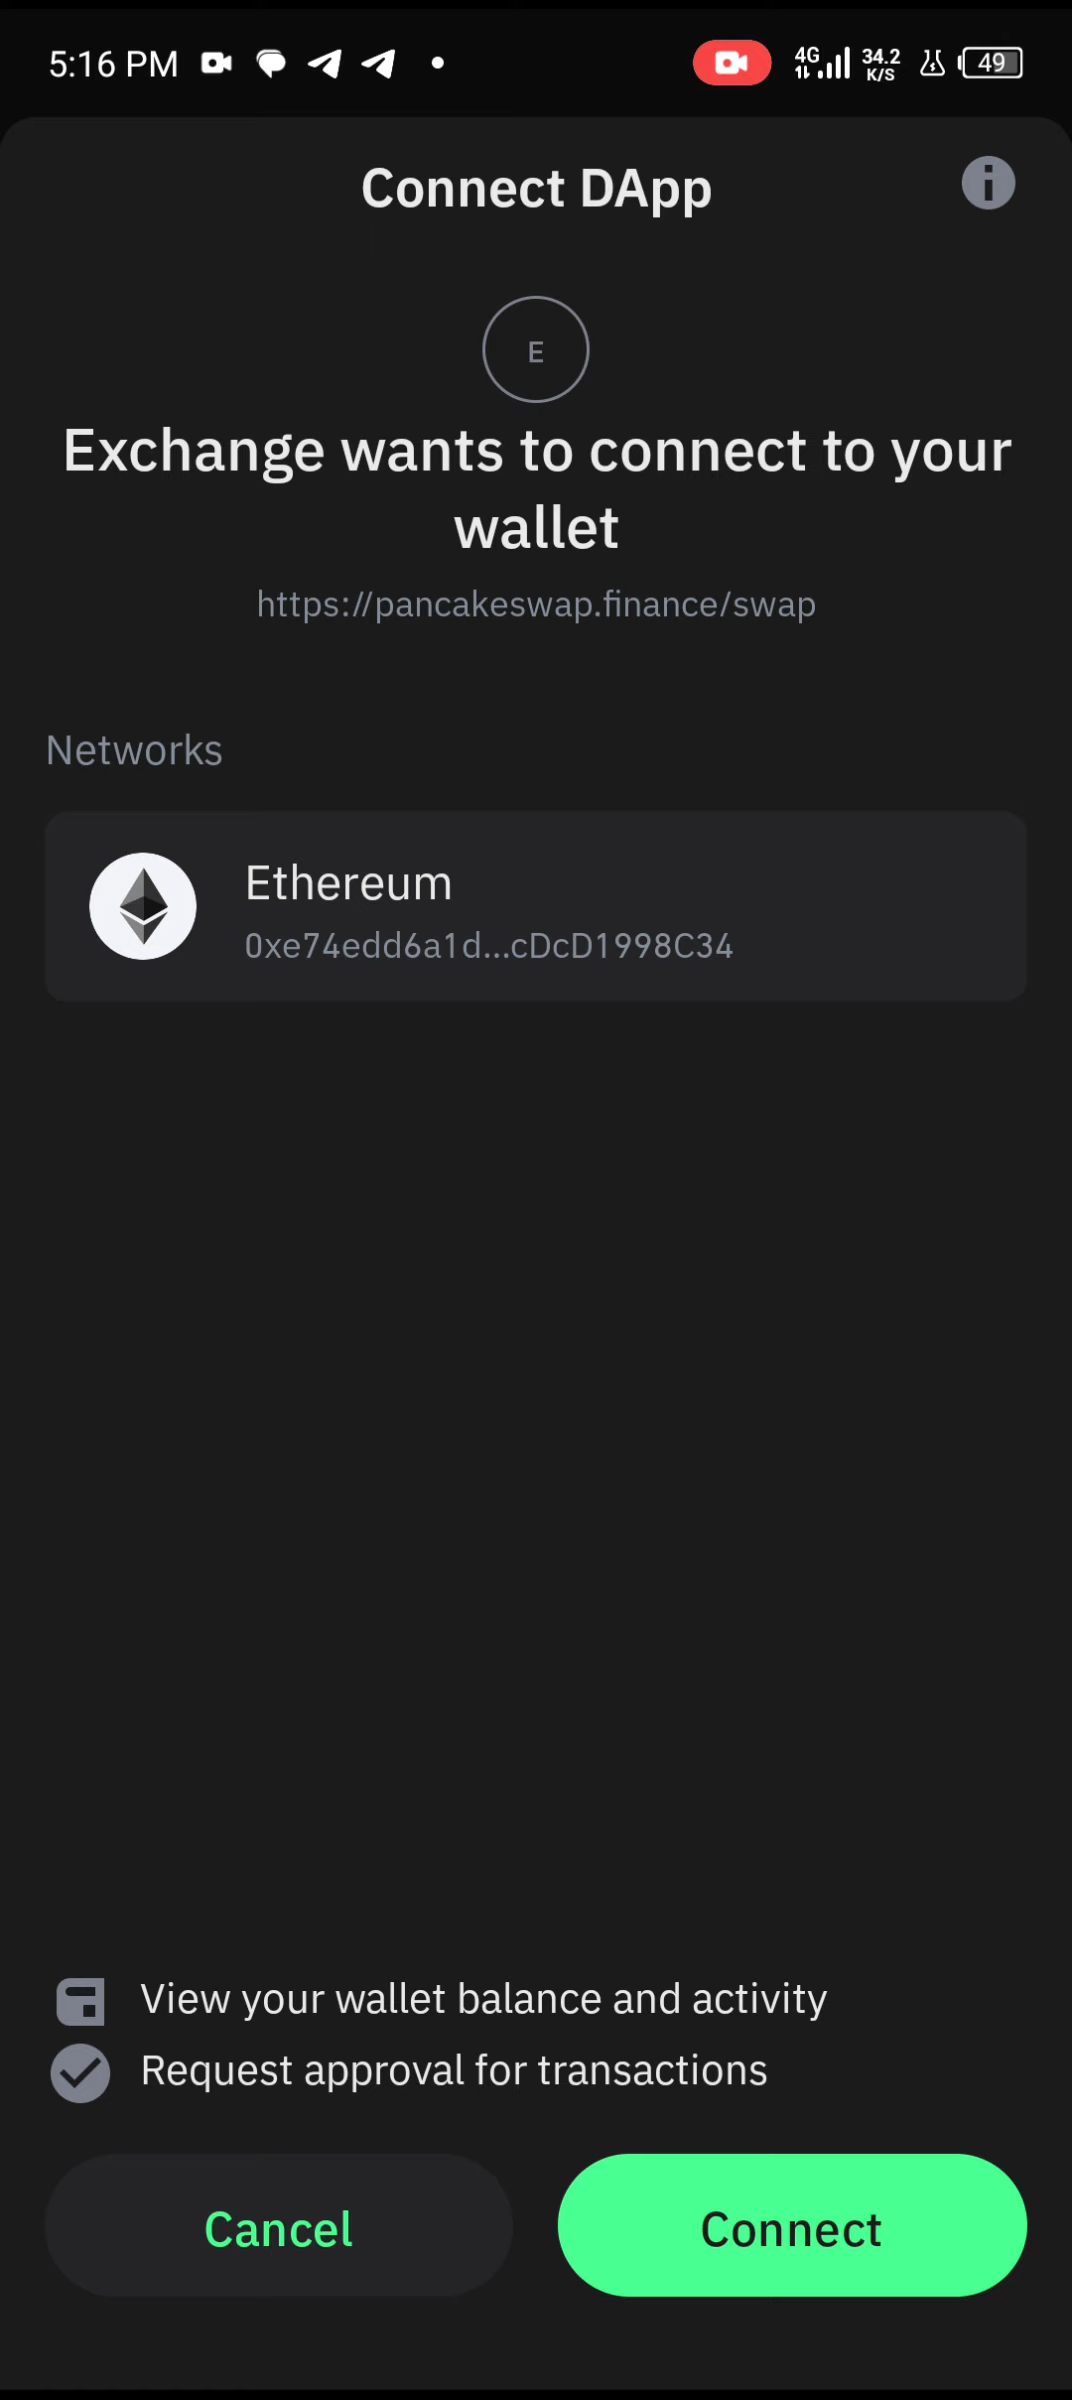 5:16 PM
4G 34.2 K/S 49
Connect DApp
E
Exchange wants to connect to your
wallet
https://pancakeswap.finance/swap
Networks
Ethereum
0xe74edd6a1d...cDcD1998C34
View your wallet balance and activity
Request approval for transactions
Cancel
Connect